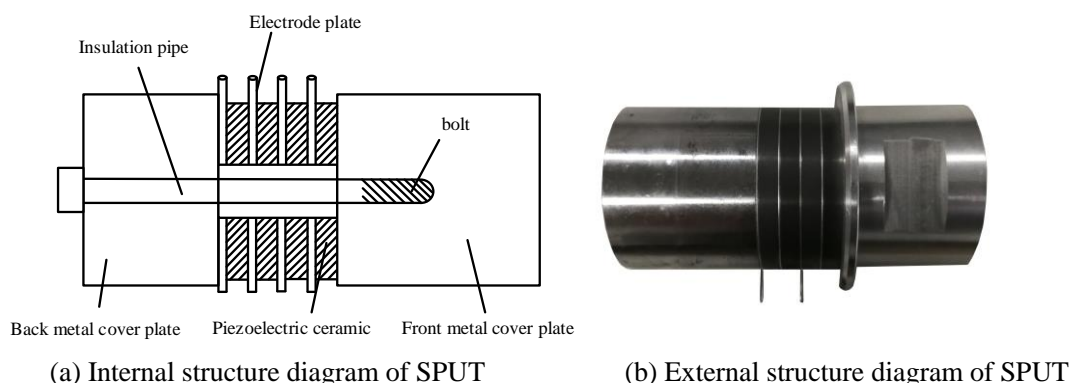 Electrode plate
Insulation pipe
bolt
Back metal cover plate
Piezoelectric ceramic
Front metal cover plate
(a) Internal structure diagram of SPUT
(b) External structure diagram of SPUT